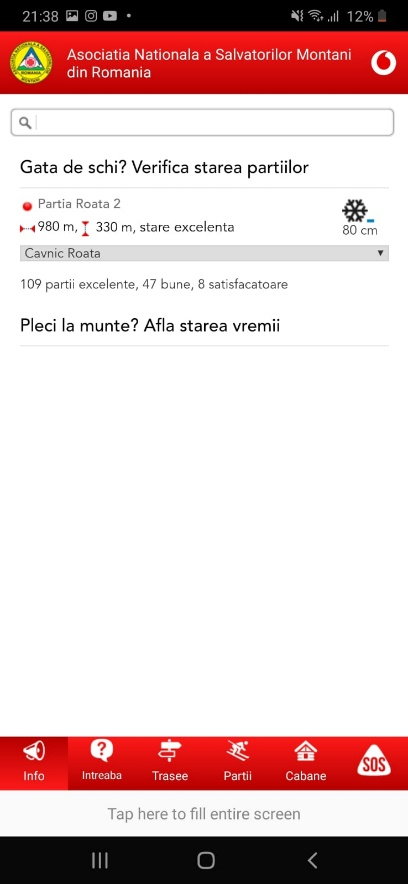 21:38
12%
Asociatia Nationala a Salvatorilor Montani
din Romania
Gata de schi? Verifica starea partiilor
Partia Roata 2
980 m, 330 m, stare excelenta
80 cm
Cavnic Roata
109 partii excelente, 47 bune, 8 satisfacatoare
Pleci la munte? Afla starea vremii
Info
Intreaba
Trasee
Partii
Cabane
SOS
Tap here to fill entire screen